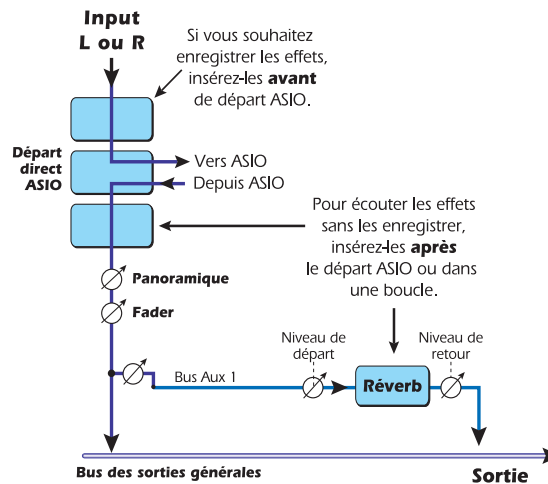 Input
L ou R
Si vous souhaitez
enregistrer les effets,
insérez-les avant
de départ ASIO.
Départ
direct
ASIO
Vers ASIO
Depuis ASIO
Pour écouter les effets
sans les enregistrer,
insérez-les après
le départ ASIO ou dans
une boucle.
Panoramique
Fader
Niveau de
départ
Niveau de
retour
Bus Aux 1
Réverb
Bus des sorties générales
Sortie